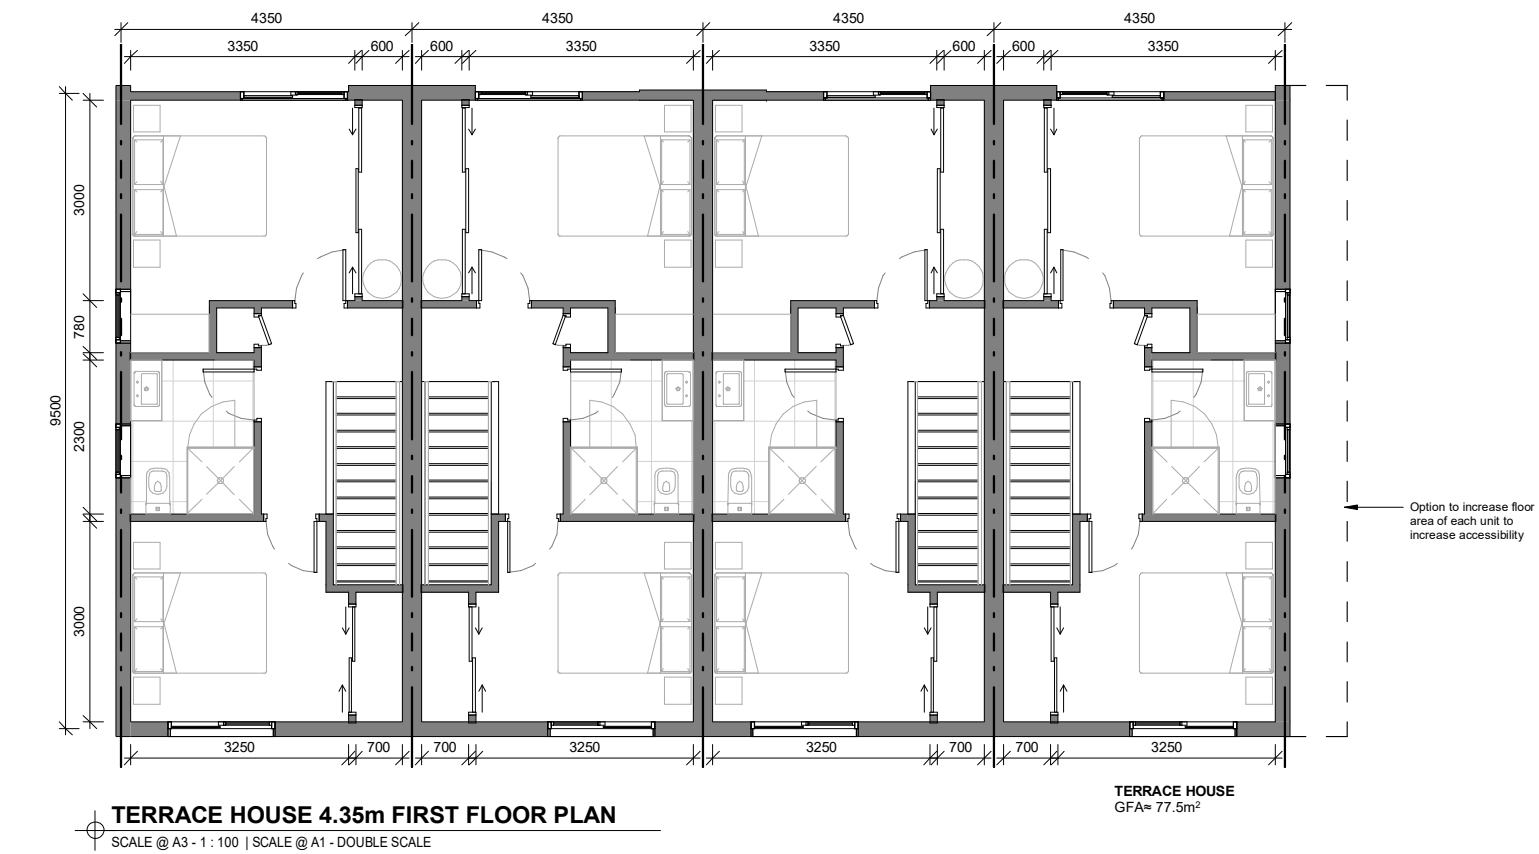 4350 4350 4350 4350
3350 600 600 3350 3350 600 600 3350
3000
780
9500
2300
3000
Option to increase floor
area of each unit to
increase accessibility
3250 700 700 3250 3250 700 700 3250
TERRACE HOUSE
GFA≈ 77.5m²
TERRACE HOUSE 4.35m FIRST FLOOR PLAN
SCALE @ A3 - 1 : 100 | SCALE @ A1 - DOUBLE SCALE